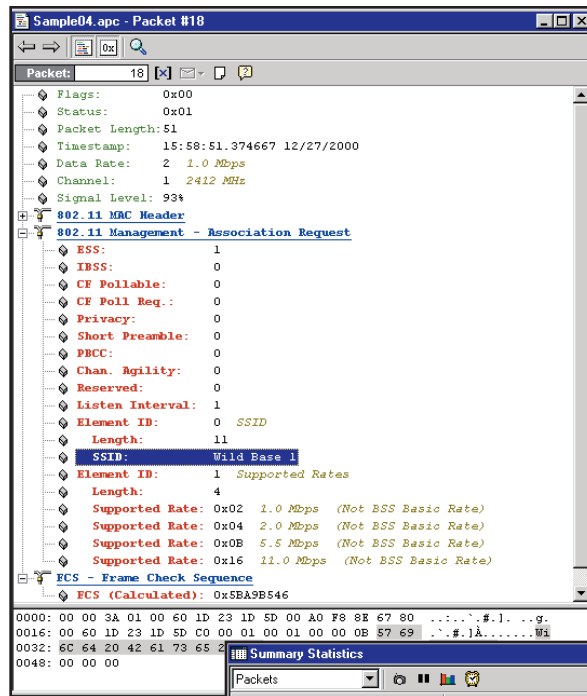 Sample04.apc - Packet #18
0x
Packet: 18
Flags: 0x00
Status: 0x01
Packet Length: 51
Timestamp: 15:58:51.374667 12/27/2000
Data Rate: 2 1.0 Mbps
Channel: 1 2412 MHz
Signal Level: 93%
802.11 MAC Header
802.11 Management - Association Request
ESS: 1
IBSS: 0
CF Pollable: 0
CF Poll Req.: 0
Privacy: 0
Short Preamble: 0
PBCC: 0
Chan. Agility: 0
Reserved: 0
Listen Interval: 1
Element ID: 0 SSID
Length: 11
SSID: Wild Base 1
Element ID: 1 Supported Rates
Length: 4
Supported Rate: 0x02 1.0 Mbps (Not BSS Basic Rate)
Supported Rate: 0x04 2.0 Mbps (Not BSS Basic Rate)
Supported Rate: 0x0B 5.5 Mbps (Not BSS Basic Rate)
Supported Rate: 0x16 11.0 Mbps (Not BSS Basic Rate)
FCS - Frame Check Sequence
FCS (Calculated): 0x5BA9B546
0000: 00 00 3A 01 00 60 1D 23 1D 5D 00 A0 F8 8E 67 80 ..:..`.#.]. ..g.
0016: 00 60 1D 23 1D 5D C0 00 01 00 01 00 00 0B 57 69 .`.#.]À.......Wi
0032: 6C 64 20 42 61 73 65 2
0048: 00 00 00
Summary Statistics
Packets